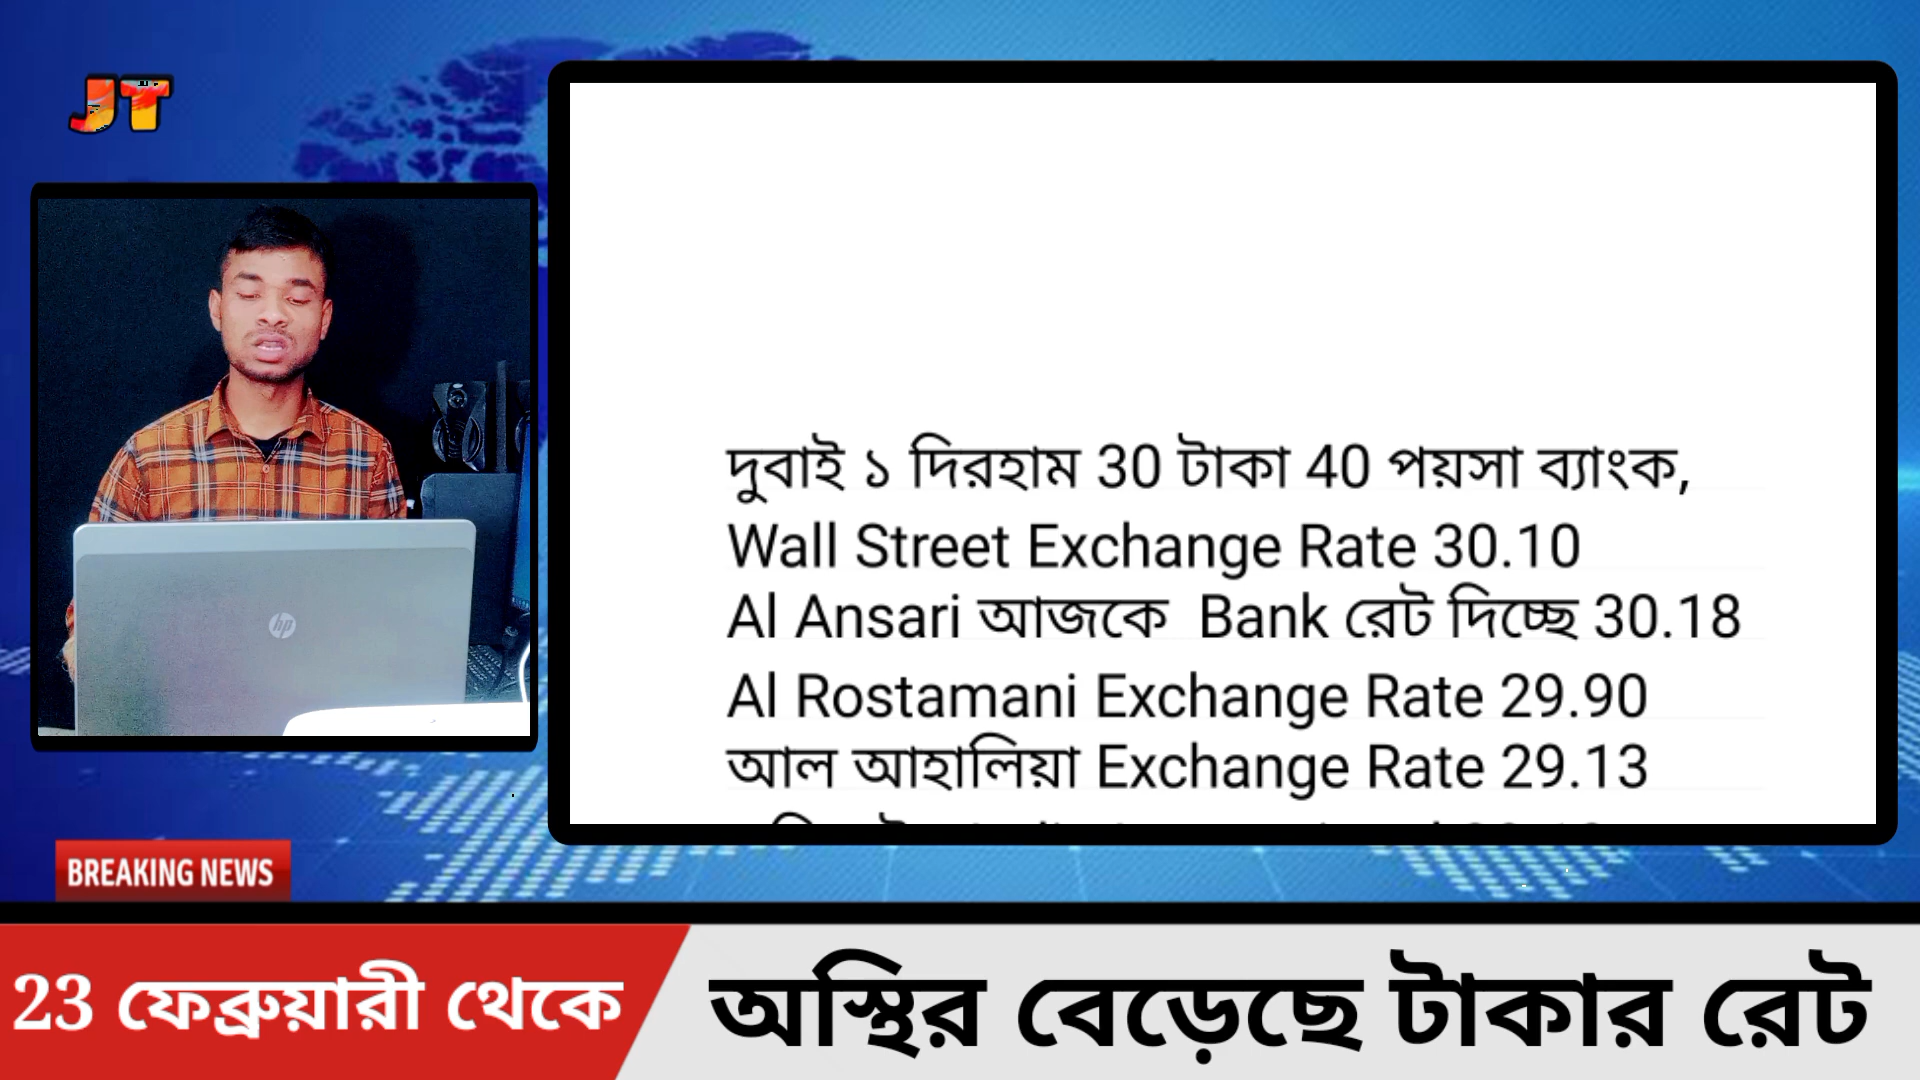 JT
দুবাই ১ দিরহাম 30 টাকা 40 পয়সা ব্যাংক,
Wall Street Exchange Rate 30.10
Al Ansari আজকে Bank রেট দিচ্ছে 30.18
Al Rostamani Exchange Rate 29.90
আল আহালিয়া Exchange Rate 29.13
hp
BREAKING NEWS
23 ফেব্রুয়ারী থেকে
অস্থির বেড়েছে টাকার রেট